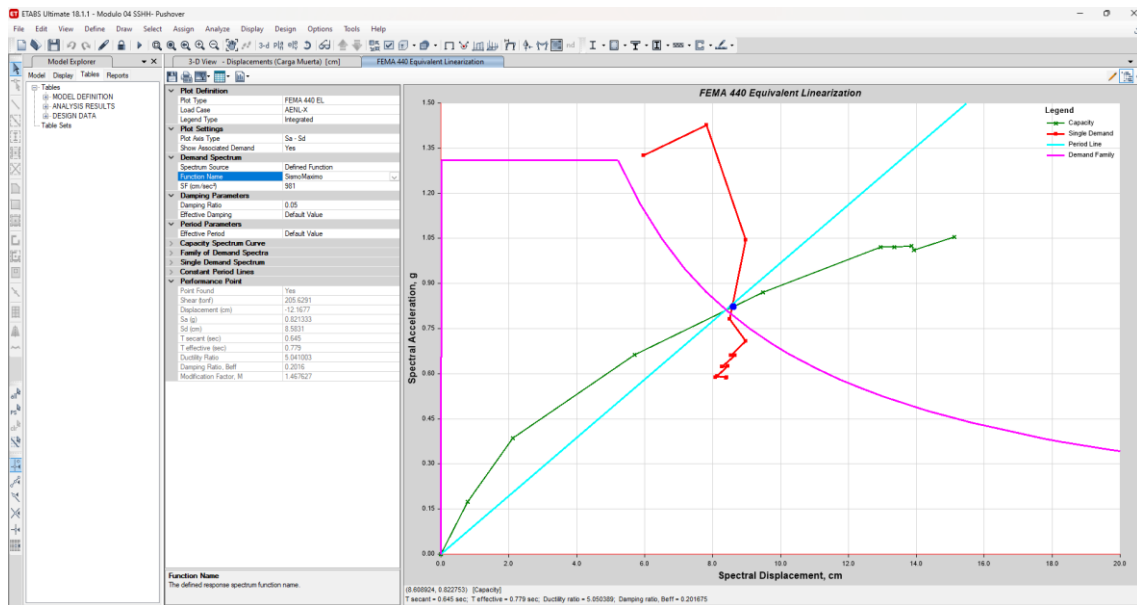 ETABS Ultimate 18.1.1 - Modulo 04 SSHH- Pushover
File Edit View Define Draw Select Assign Analyze Display Design Options Tools Help
3-d
nd
Model Explorer
Model Display Tables Reports
Tables
MODEL DEFINITION
ANALYSIS RESULTS
DESIGN DATA
Table Sets
3-D View - Displacements (Carga Muerta) [cm]
FEMA 440 Equivalent Linearization
Plot Definition
Plot Type FEMA 440 EL
Load Case AENL-X
Legend Type Integrated
Plot Settings
Plot Axis Type Sa - Sd
Show Associated Demand Yes
Demand Spectrum
Spectrum Source Defined Function
Function Name SismoMaximo
SF (cm/sec²) 981
Damping Parameters
Damping Ratio 0.05
Effective Damping Default Value
Period Parameters
Effective Period Default Value
Capacity Spectrum Curve
Family of Demand Spectra
Single Demand Spectrum
Constant Period Lines
Performance Point
Point Found Yes
Shear (tonf) 205.6291
Displacement (cm) -12.1677
Sa (g) 0.821333
Sd (cm) 8.5831
T secant (sec) 0.645
T effective (sec) 0.779
Ductility Ratio 5.041003
Damping Ratio, Beff 0.2016
Modification Factor, M 1.467627
Function Name
The defined response spectrum function name.
FEMA 440 Equivalent Linearization
Legend
Capacity
Single Demand
Period Line
Demand Family
Spectral Acceleration, g
1.50
1.35
1.20
1.05
0.90
0.75
0.60
0.45
0.30
0.15
0.00
0.0 2.0 4.0 6.0 8.0 10.0 12.0 14.0 16.0 18.0 20.0
Spectral Displacement, cm
T secant = 0.645 sec; T effective = 0.779 sec; Ductility ratio = 5.050389; Damping ratio, Beff = 0.201675